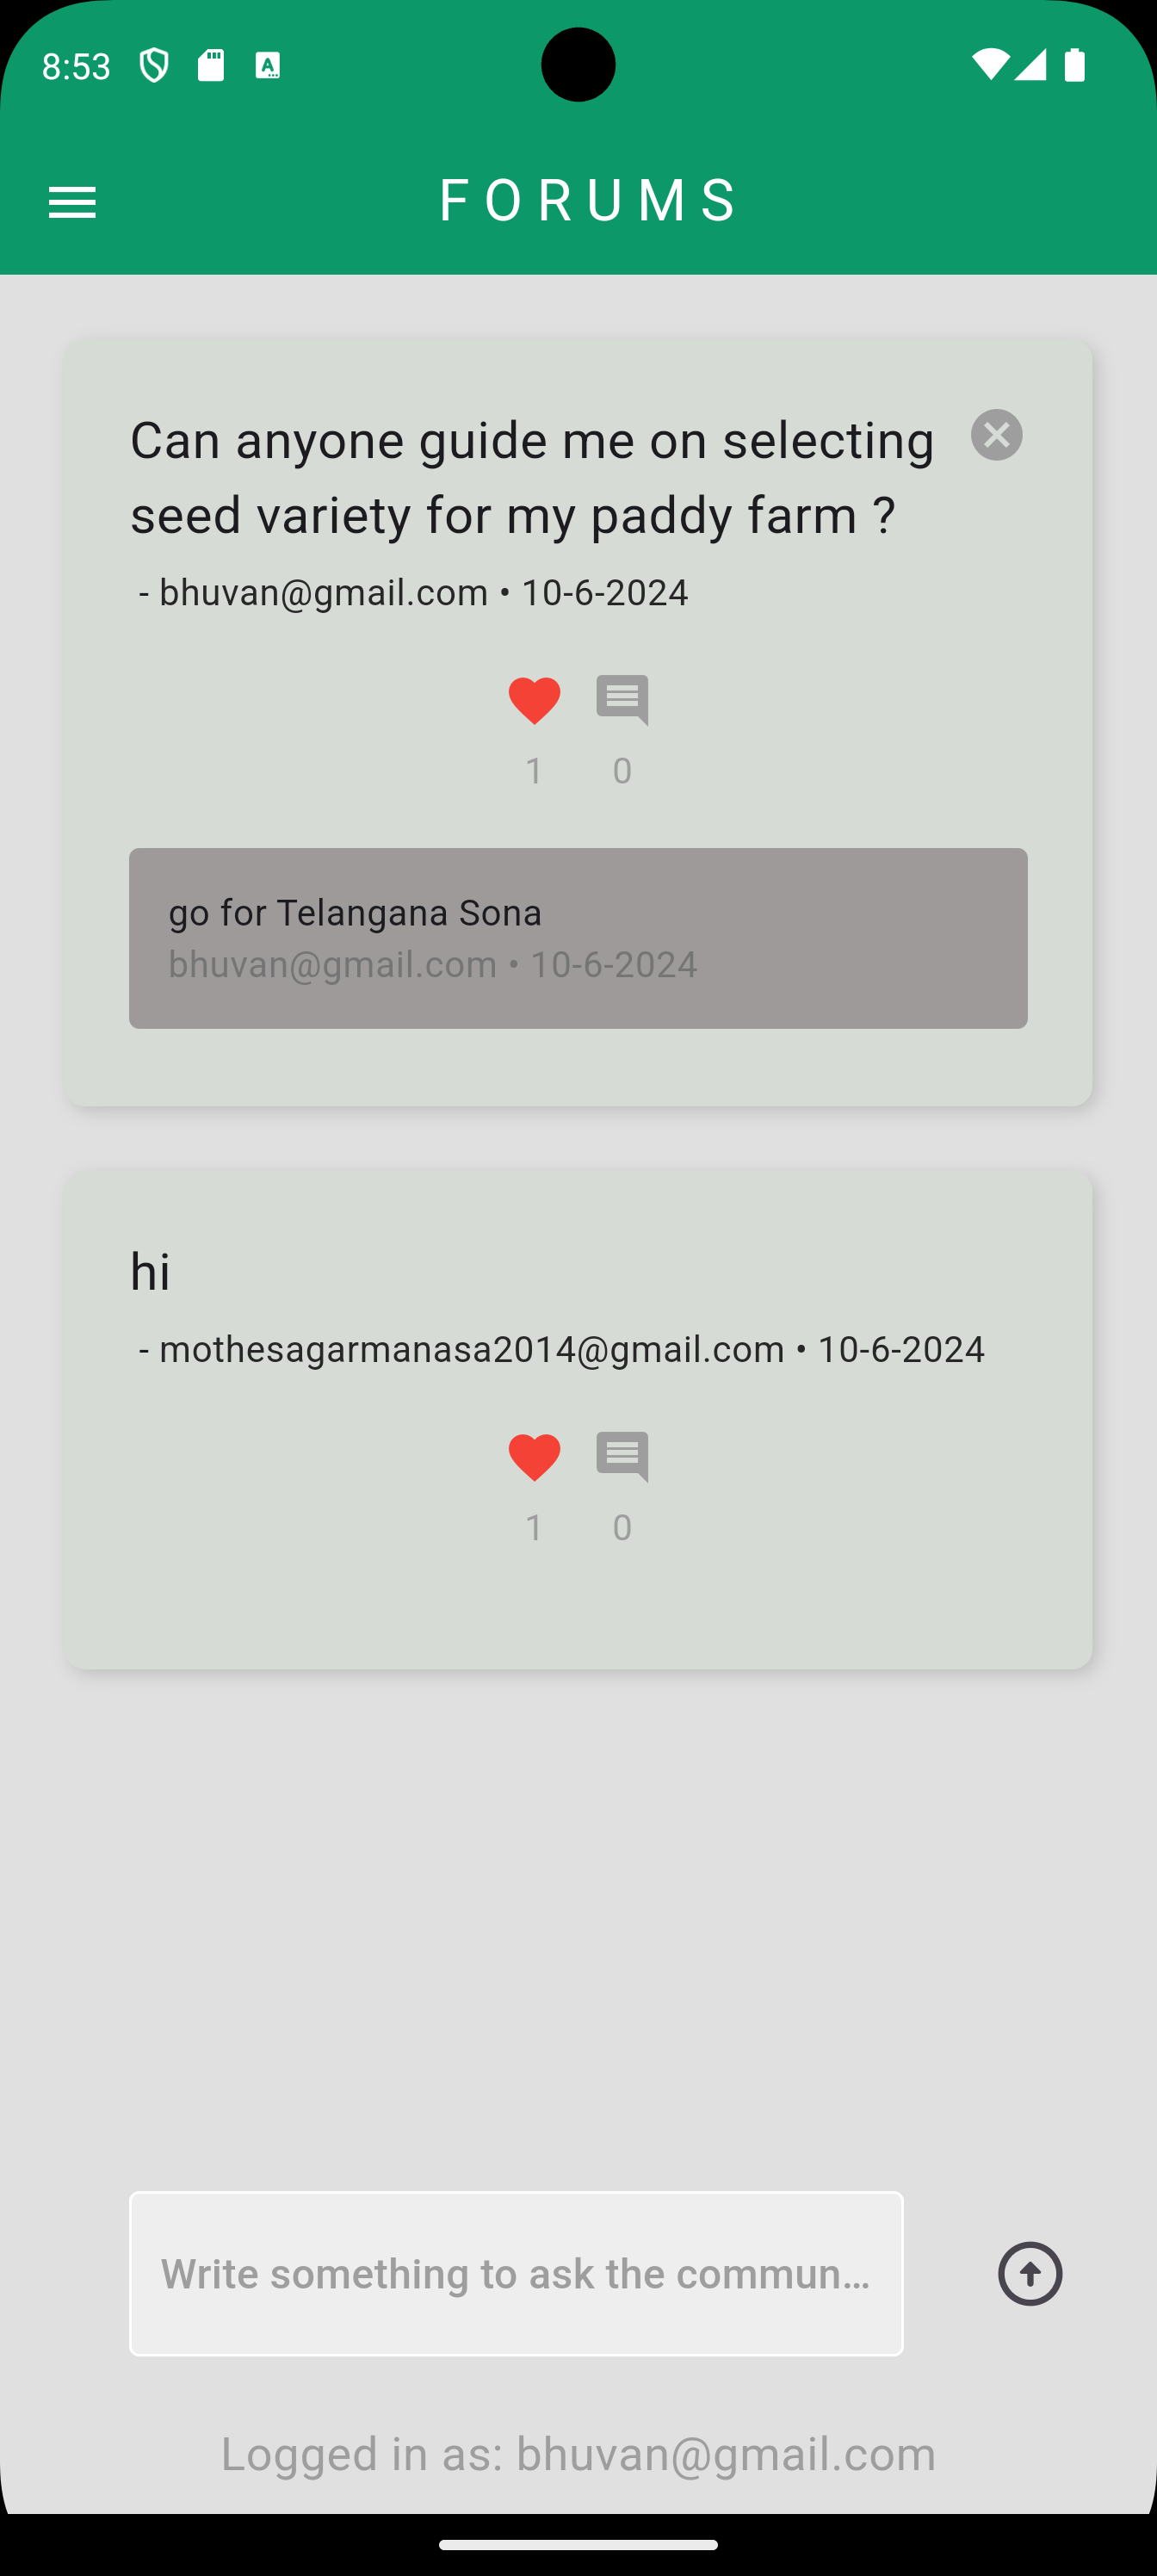 8:53
FORUMS
Can anyone guide me on selecting
seed variety for my paddy farm ?
- bhuvan@gmail.com • 10-6-2024
1 0
go for Telangana Sona
bhuvan@gmail.com • 10-6-2024
hi
- mothesagarmanasa2014@gmail.com • 10-6-2024
1 0
Write something to ask the commun...
Logged in as: bhuvan@gmail.com